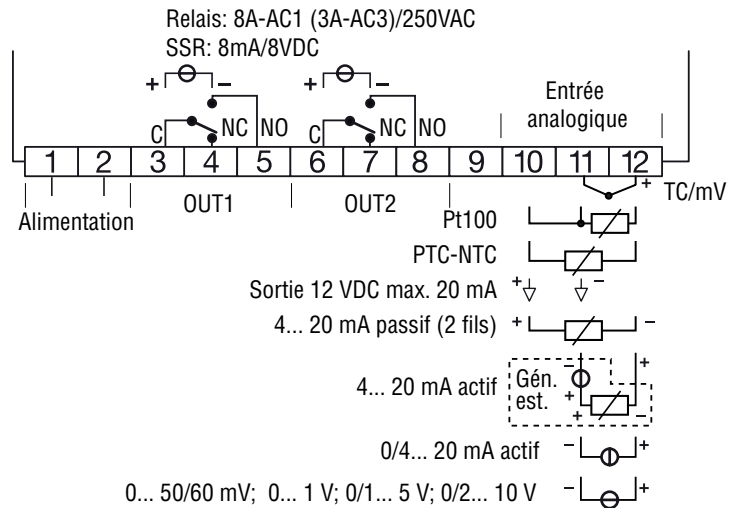 Relais: 8A-AC1 (3A-AC3)/250VAC
SSR: 8mA/8VDC
+ − + −
Entrée
analogique
C NC NO C NC NO
1 2 3 4 5 6 7 8 9 10 11 12
+ TC/mV
Alimentation OUT1 OUT2
Pt100
PTC-NTC
Sortie 12 VDC max. 20 mA + −
4... 20 mA passif (2 fils) + −
4... 20 mA actif
Gén.
est.
− +
+ + −
0/4... 20 mA actif − +
0... 50/60 mV; 0... 1 V; 0/1... 5 V; 0/2... 10 V − +